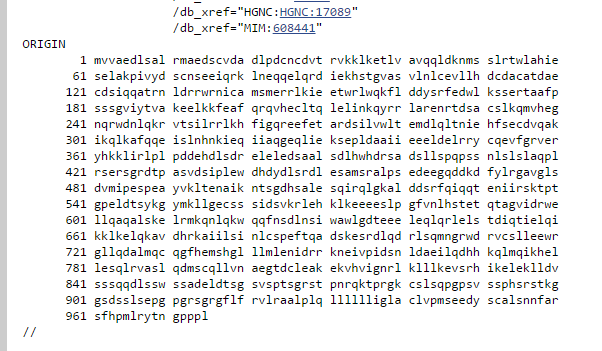 /db_xref="HGNC:HGNC:17089"
/db_xref="MIM:608441"
ORIGIN
1 mvvaedlsal rmaedscvda dlpdcncdvt rvkklketlv avqqldknms slrtwlahie
61 selakpivyd scnseeiqrk lneqqelqrd iekhstgvas vlnlcevllh dcdacatdae
121 cdsiqqatrn ldrrwrnica msmerrlkie etwrlwqkfl ddysrfedwl kssertaafp
181 sssgviytva keelkkfeaf qrqvhecltq lelinkqyrr larenrtdsa cslkqmvheg
241 nqrwdnlqkr vtsilrrlkh figqreefet ardsilvwlt emdlqltnie hfsecdvqak
301 ikqlkafqqe islnhnkieq iiaqgeqlie ksepldaaii eeeldelrry cqevfgrver
361 yhkklirlpl pddehdlsdr eleledsaal sdlhwhdrsa dsllspqpss nlslslaqpl
421 rsersgrdtp asvdsiplew dhdydlsrdl esamsralps edeegqddkd fylrgavgls
481 dvmipespea yvkltenaik ntsgdhsale sqirqlgkal ddsrfqiqqt eniirsktpt
541 gpeldtsykg ymkllgecss sidsvkrleh klkeeeeslp gfvnlhstet qtagvidrwe
601 llqaqalske lrmkqnlqkw qqfnsdlnsi wawlgdteee leqlqrlels tdiqtielqi
661 kklkelqkav dhrkaiilsi nlcspeftqa dskesrdlqd rlsqmngrwd rvcslleewr
721 gllqdalmqc qgfhemshgl llmlenidrr kneivpidsn ldaeilqdhh kqlmqikhel
781 lesqlrvasl qdmscqllvn aegtdcleak ekvhvignrl klllkevsrh ikeleklldv
841 sssqqdlssw ssadeldtsg svsptsgrst pnrqktprgk cslsqpgpsv ssphsrstkg
901 gsdsslsepg pgrsgrgflf rvlraalplq lllllligla clvpmseedy scalsnnfar
961 sfhpmlrytn gpppl
//